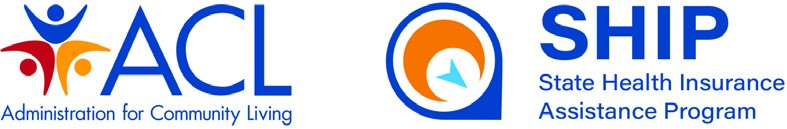 ACL
Administration for Community Living
SHIP
State Health Insurance
Assistance Program